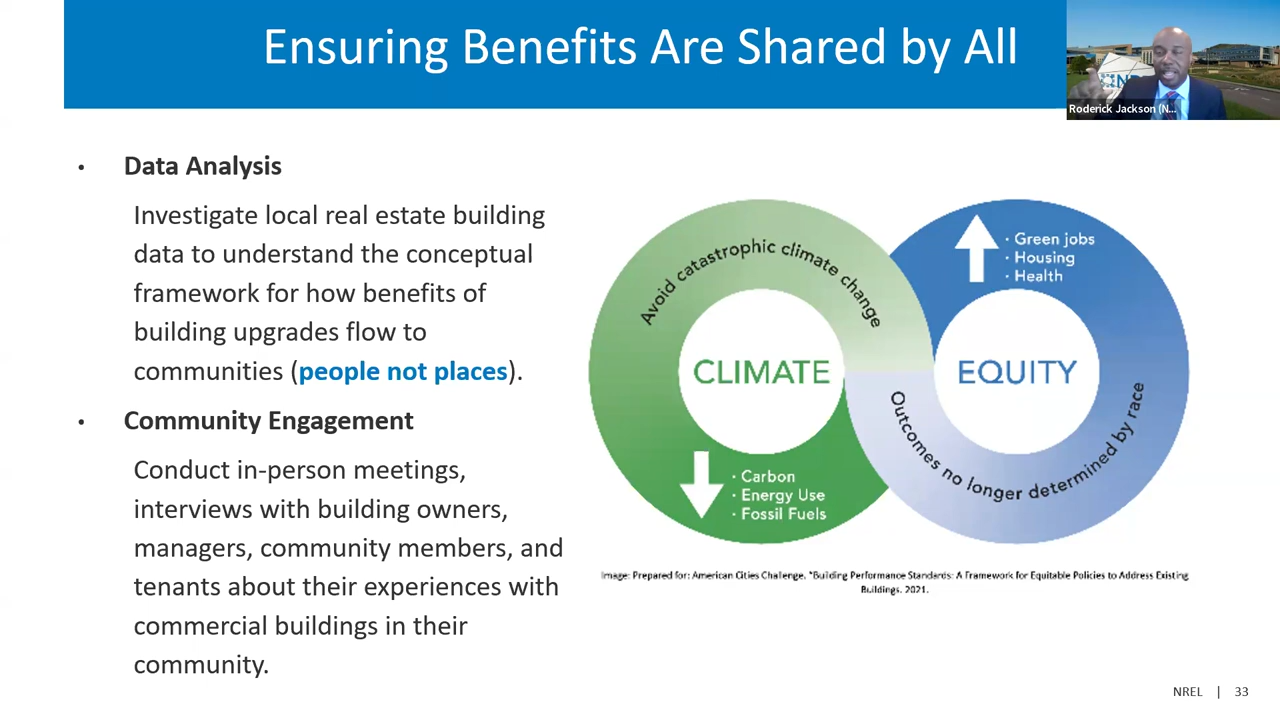 Ensuring Benefits Are Shared by All
Roderick Jackson (N...
• Data Analysis
Investigate local real estate building
data to understand the conceptual
framework for how benefits of
building upgrades flow to
communities (people not places).
• Community Engagement
Conduct in-person meetings,
interviews with building owners,
managers, community members, and
tenants about their experiences with
commercial buildings in their
community.
Avoid catastrophic climate change
CLIMATE
· Carbon
· Energy Use
· Fossil Fuels
· Green jobs
· Housing
· Health
EQUITY
Outcomes no longer determined by race
Image: Prepared for: American Cities Challenge. "Building Performance Standards: A Framework for Equitable Policies to Address Existing
Buildings. 2021.
NREL | 33